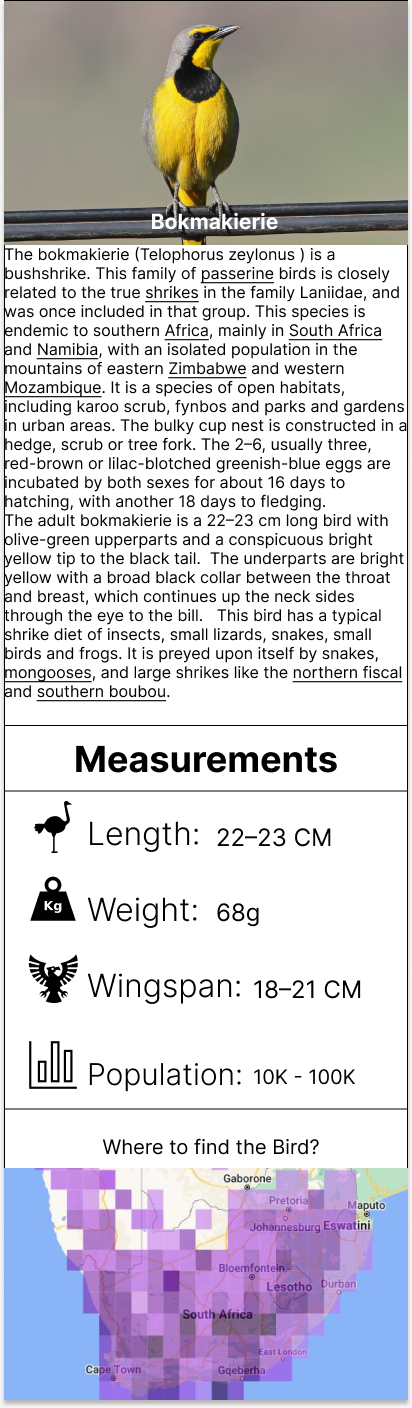 Bokmakierie
The bokmakierie (Telophorus zeylonus ) is a
bushshrike. This family of passerine birds is closely
related to the true shrikes in the family Laniidae, and
was once included in that group. This species is
endemic to southern Africa, mainly in South Africa
and Namibia, with an isolated population in the
mountains of eastern Zimbabwe and western
Mozambique. It is a species of open habitats,
including karoo scrub, fynbos and parks and gardens
in urban areas. The bulky cup nest is constructed in a
hedge, scrub or tree fork. The 2–6, usually three,
red-brown or lilac-blotched greenish-blue eggs are
incubated by both sexes for about 16 days to
hatching, with another 18 days to fledging.
The adult bokmakierie is a 22–23 cm long bird with
olive-green upperparts and a conspicuous bright
yellow tip to the black tail.  The underparts are bright
yellow with a broad black collar between the throat
and breast, which continues up the neck sides
through the eye to the bill.   This bird has a typical
shrike diet of insects, small lizards, snakes, small
birds and frogs. It is preyed upon itself by snakes,
mongooses, and large shrikes like the northern fiscal
and southern boubou.
Measurements
Length: 22–23 CM
Kg Weight: 68g
Wingspan: 18–21 CM
Population: 10K - 100K
Where to find the Bird?
Gaborone
Pretoria
Maputo
Johannesburg Eswatini
Bloemfontein
Lesotho Durban
South Africa
East London
Cape Town Gqeberha